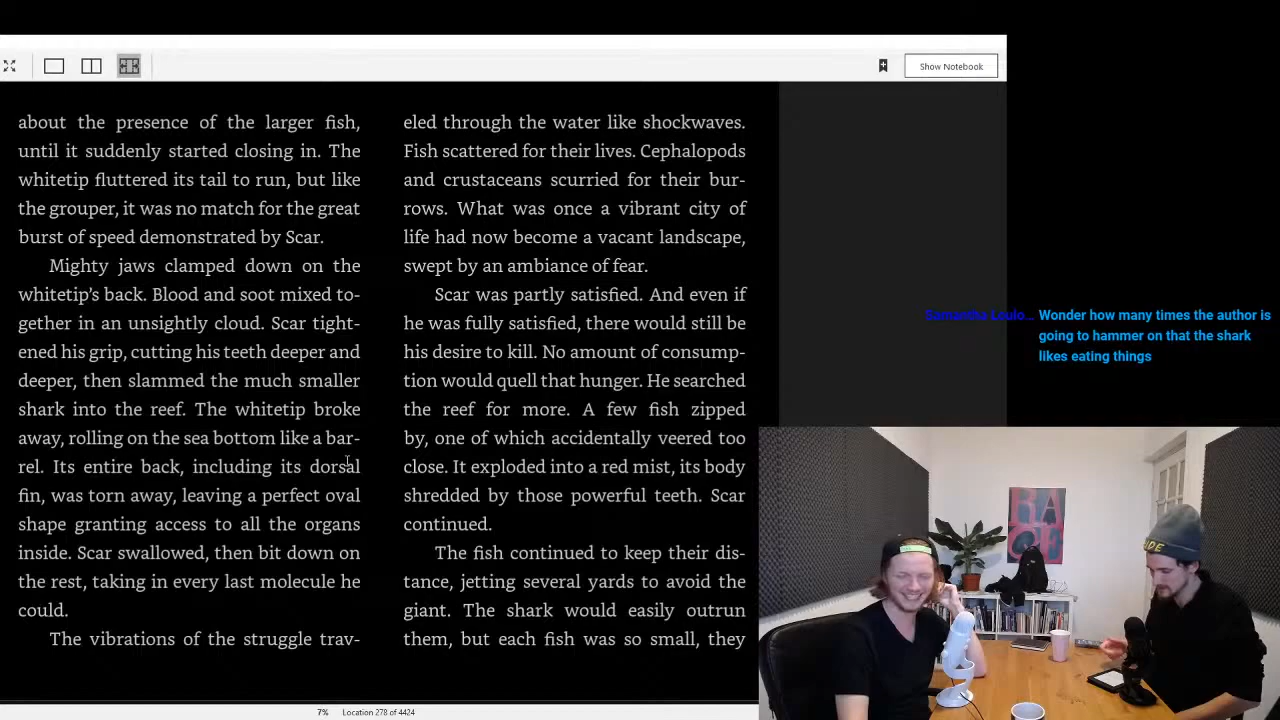 Show Notebook
about the presence of the larger fish,
until it suddenly started closing in. The
whitetip fluttered its tail to run, but like
the grouper, it was no match for the great
burst of speed demonstrated by Scar.
Mighty jaws clamped down on the
whitetip's back. Blood and soot mixed to-
gether in an unsightly cloud. Scar tight-
ened his grip, cutting his teeth deeper and
deeper, then slammed the much smaller
shark into the reef. The whitetip broke
away, rolling on the sea bottom like a bar-
rel. Its entire back, including its dorsal
fin, was torn away, leaving a perfect oval
shape granting access to all the organs
inside. Scar swallowed, then bit down on
the rest, taking in every last molecule he
could.
The vibrations of the struggle trav-
eled through the water like shockwaves.
Fish scattered for their lives. Cephalopods
and crustaceans scurried for their bur-
rows. What was once a vibrant city of
life had now become a vacant landscape,
swept by an ambiance of fear.
Scar was partly satisfied. And even if
he was fully satisfied, there would still be
his desire to kill. No amount of consump-
tion would quell that hunger. He searched
the reef for more. A few fish zipped
by, one of which accidentally veered too
close. It exploded into a red mist, its body
shredded by those powerful teeth. Scar
continued.
The fish continued to keep their dis-
tance, jetting several yards to avoid the
giant. The shark would easily outrun
them, but each fish was so small, they
Samantha Loulo... Wonder how many times the author is
going to hammer on that the shark
likes eating things
7% Location 278 of 4424